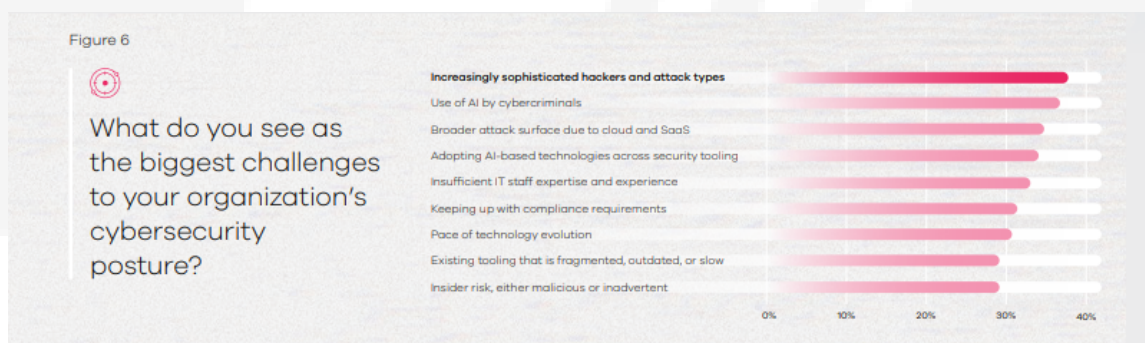 Figure 6
What do you see as
the biggest challenges
to your organization's
cybersecurity
posture?
Increasingly sophisticated hackers and attack types
Use of AI by cybercriminals
Broader attack surface due to cloud and SaaS
Adopting AI-based technologies across security tooling
Insufficient IT staff expertise and experience
Keeping up with compliance requirements
Pace of technology evolution
Existing tooling that is fragmented, outdated, or slow
Insider risk, either malicious or inadvertent
0% 10% 20% 30% 40%